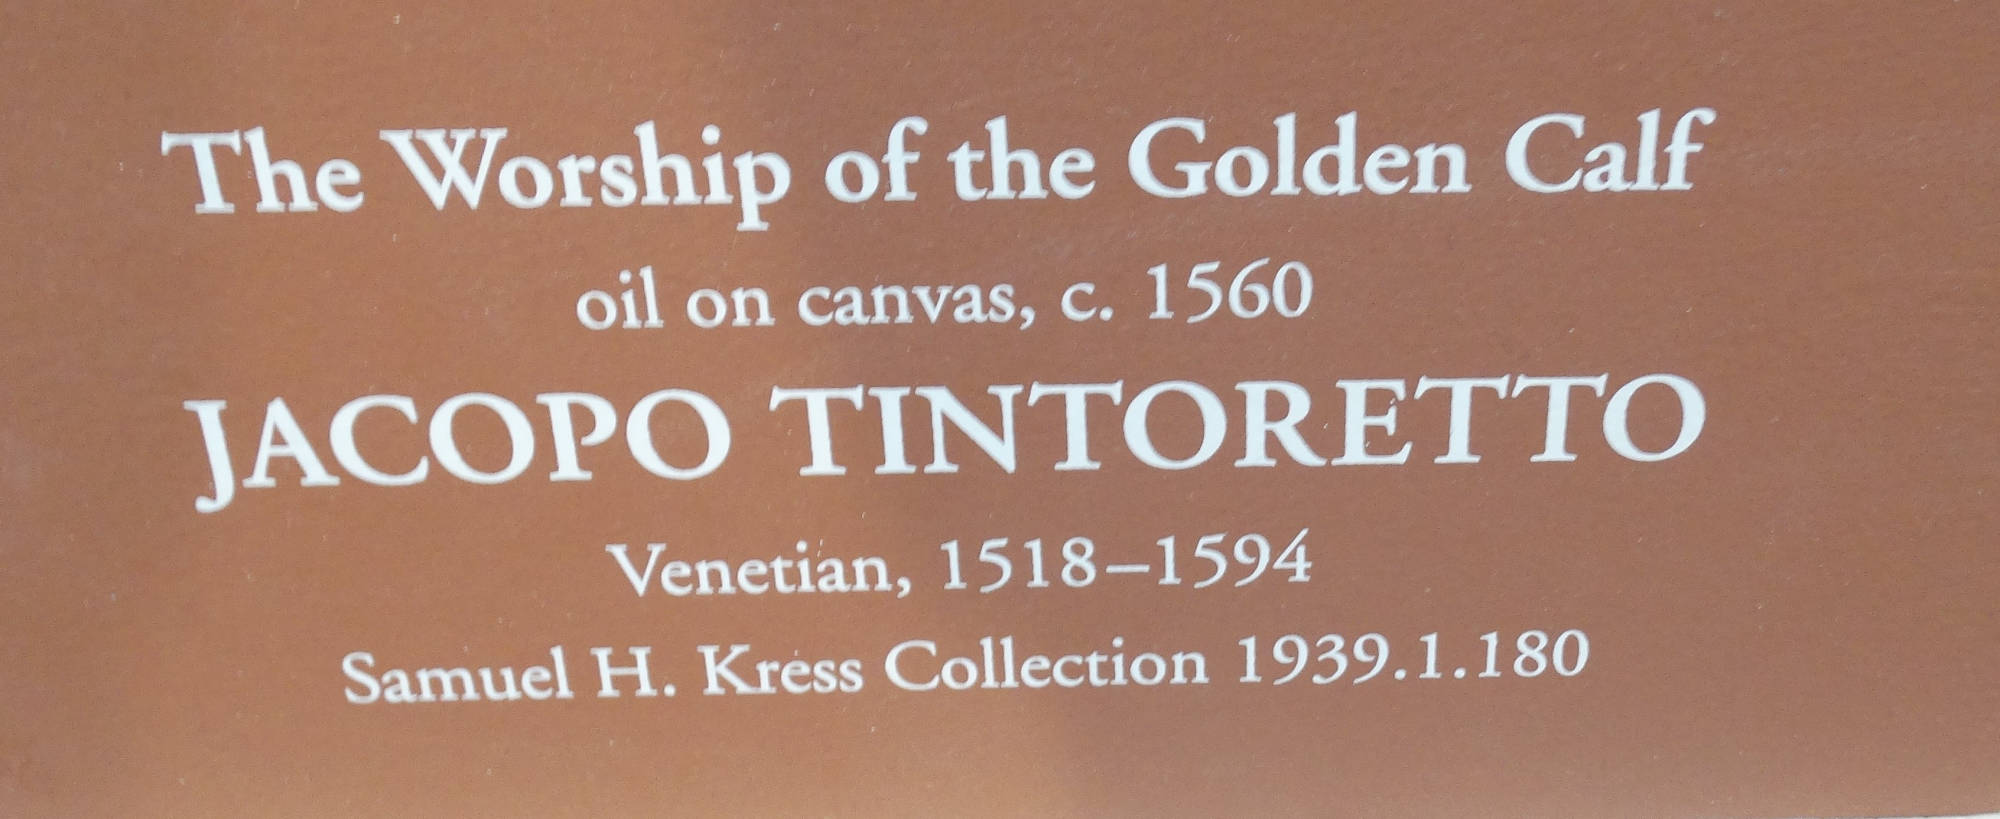 The Worship of the Golden Calf
oil on canvas, c. 1560
JACOPO TINTORETTO
Venetian, 1518–1594
Samuel H. Kress Collection 1939.1.180